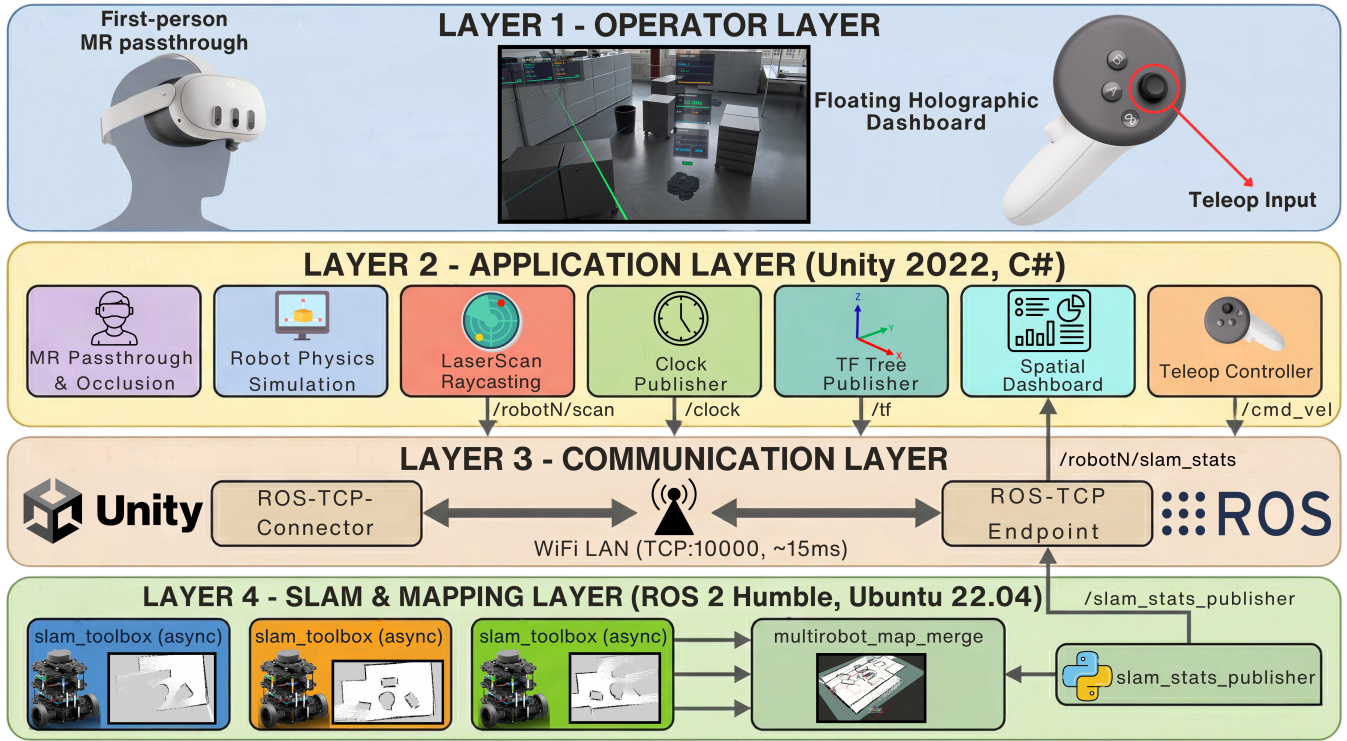 First-person
MR passthrough
LAYER 1 - OPERATOR LAYER
Floating Holographic
Dashboard
B
A
Teleop Input
LAYER 2 - APPLICATION LAYER (Unity 2022, C#)
MR Passthrough
& Occlusion
Robot Physics
Simulation
LaserScan
Raycasting
Clock
Publisher
Z
Y
X
TF Tree
Publisher
Spatial
Dashboard
Teleop Controller
/robotN/scan
/clock
/tf
/cmd_vel
LAYER 3 - COMMUNICATION LAYER
/robotN/slam_stats
Unity
ROS-TCP-
Connector
WiFi LAN (TCP:10000, ~15ms)
ROS-TCP
Endpoint
ROS
LAYER 4 - SLAM & MAPPING LAYER (ROS 2 Humble, Ubuntu 22.04)
/slam_stats_publisher
slam_toolbox (async)
slam_toolbox (async)
slam_toolbox (async)
multirobot_map_merge
slam_stats_publisher